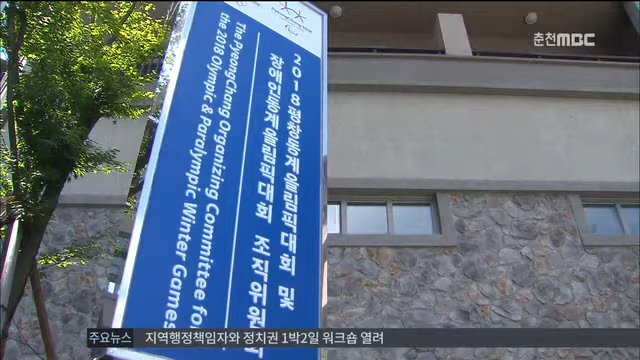 춘천MBC
2018평창동계올림픽대회 및
장애인동계올림픽대회 조직위원회
The PyeongChang Organizing Committee for
the 2018 Olympic & Paralympic Winter Games
주요뉴스 지역행정책임자와 정치권 1박2일 워크숍 열려